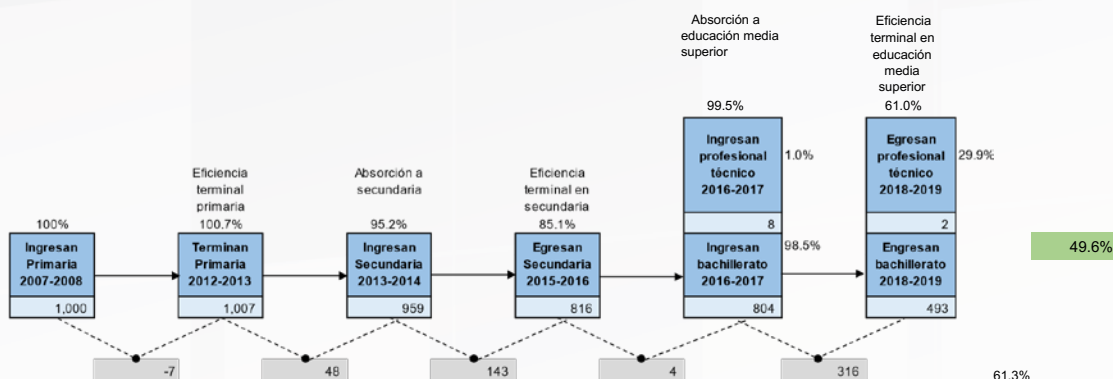 Absorción a
educación media
superior
99.5%
Eficiencia
terminal en
educación
media
superior
61.0%
Ingresan
profesional
técnico
2016-2017
8
1.0%
Egresan
profesional
técnico
2018-2019
2
29.9%
100%
Ingresan
Primaria
2007-2008
1,000
Eficiencia
terminal
primaria
100.7%
Terminan
Primaria
2012-2013
1,007
Absorción a
secundaria
95.2%
Ingresan
Secundaria
2013-2014
959
Eficiencia
terminal en
secundaria
85.1%
Egresan
Secundaria
2015-2016
816
Ingresan
bachillerato
2016-2017
804
98.5%
Engresan
bachillerato
2018-2019
493
49.6%
-7
48
143
4
316
61.3%